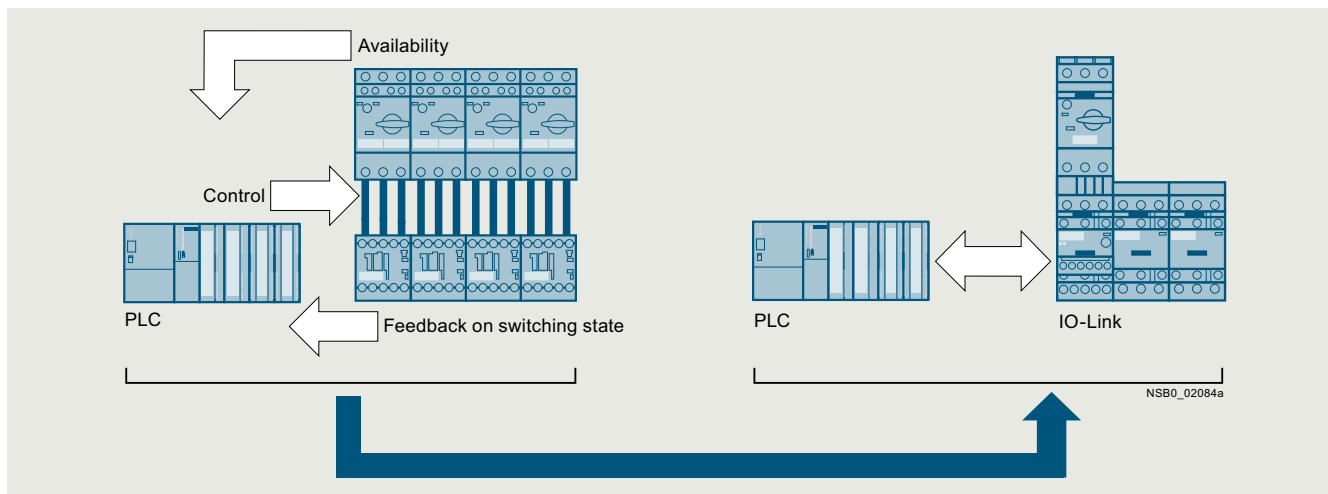 Availability
Control
PLC
Feedback on switching state
PLC
IO-Link
NSB0_02084a